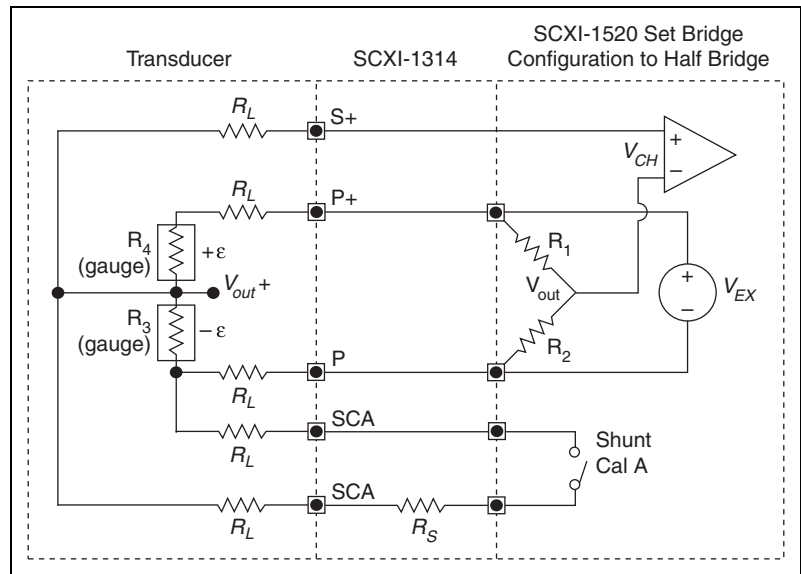 Transducer
SCXI-1314
SCXI-1520 Set Bridge
Configuration to Half Bridge
R_L
S+
V_CH
+
–
R_L
P+
R_4
(gauge)
+ε
R_1
V_out+
V_out
V_EX
+
–
R_3
(gauge)
–ε
R_2
P
R_L
SCA
R_L
Shunt
Cal A
SCA
R_L
R_S